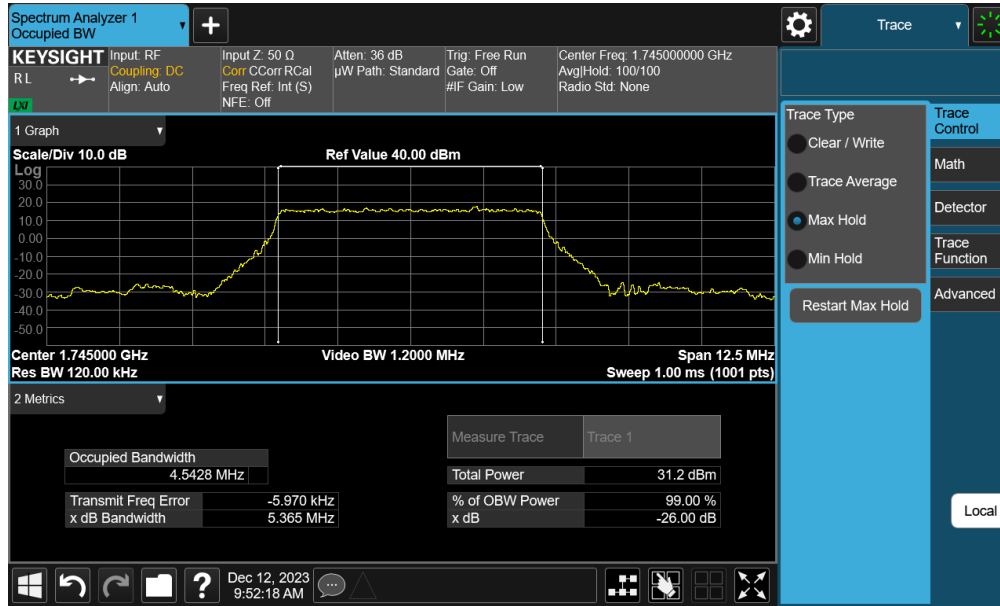 Spectrum Analyzer 1
Occupied BW
+
Trace
KEYSIGHT
R L
LXI
Input: RF
Coupling: DC
Align: Auto
Input Z: 50 Ω
Corr CCorr RCal
Freq Ref: Int (S)
NFE: Off
Atten: 36 dB
µW Path: Standard
Trig: Free Run
Gate: Off
#IF Gain: Low
Center Freq: 1.745000000 GHz
Avg|Hold: 100/100
Radio Std: None
1 Graph
Scale/Div 10.0 dB
Ref Value 40.00 dBm
Log
30.0
20.0
10.0
0.00
-10.0
-20.0
-30.0
-40.0
-50.0
Center 1.745000 GHz
Video BW 1.2000 MHz
Span 12.5 MHz
Res BW 120.00 kHz
Sweep 1.00 ms (1001 pts)
2 Metrics
Measure Trace
Trace 1
Occupied Bandwidth
4.5428 MHz
Total Power
31.2 dBm
Transmit Freq Error
-5.970 kHz
% of OBW Power
99.00 %
x dB Bandwidth
5.365 MHz
x dB
-26.00 dB
Trace Type
Clear / Write
Trace Average
Max Hold
Min Hold
Restart Max Hold
Trace
Control
Math
Detector
Trace
Function
Advanced
Local
?
Dec 12, 2023
9:52:18 AM